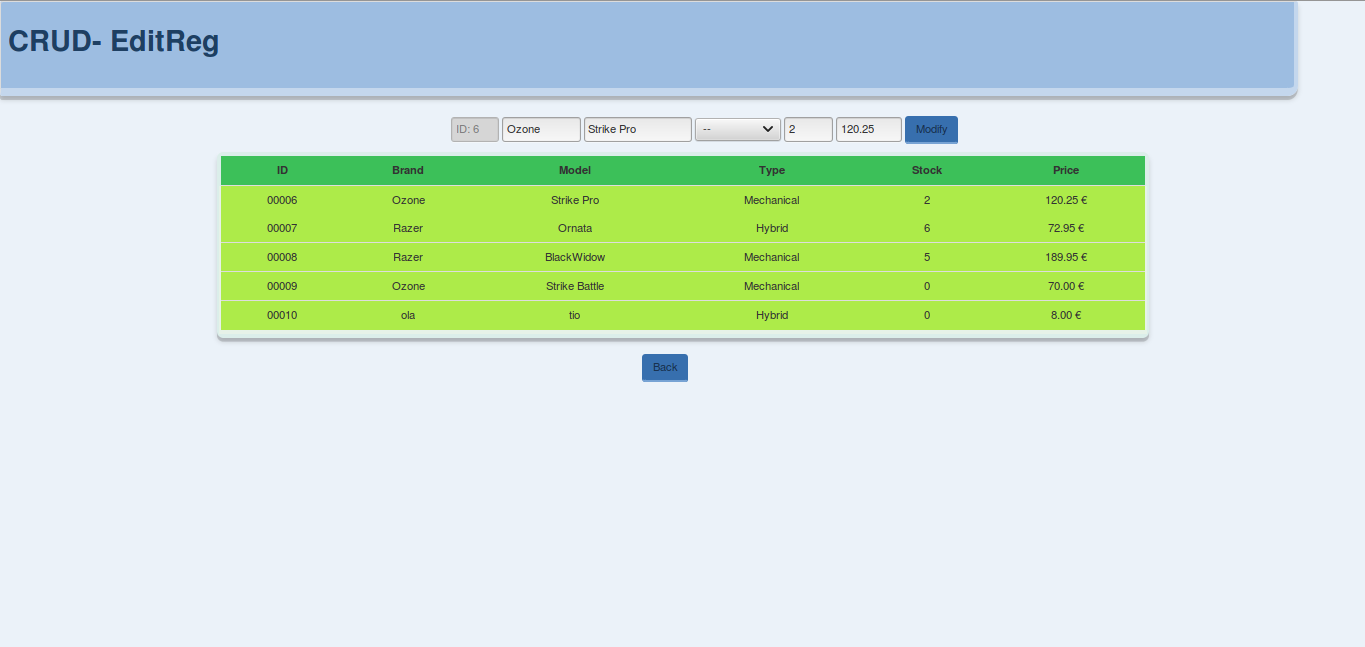 CRUD- EditReg
ID: 6 Ozone Strike Pro -- 2 120.25 Modify
ID Brand Model Type Stock Price
00006 Ozone Strike Pro Mechanical 2 120.25 €
00007 Razer Ornata Hybrid 6 72.95 €
00008 Razer BlackWidow Mechanical 5 189.95 €
00009 Ozone Strike Battle Mechanical 0 70.00 €
00010 ola tio Hybrid 0 8.00 €
Back